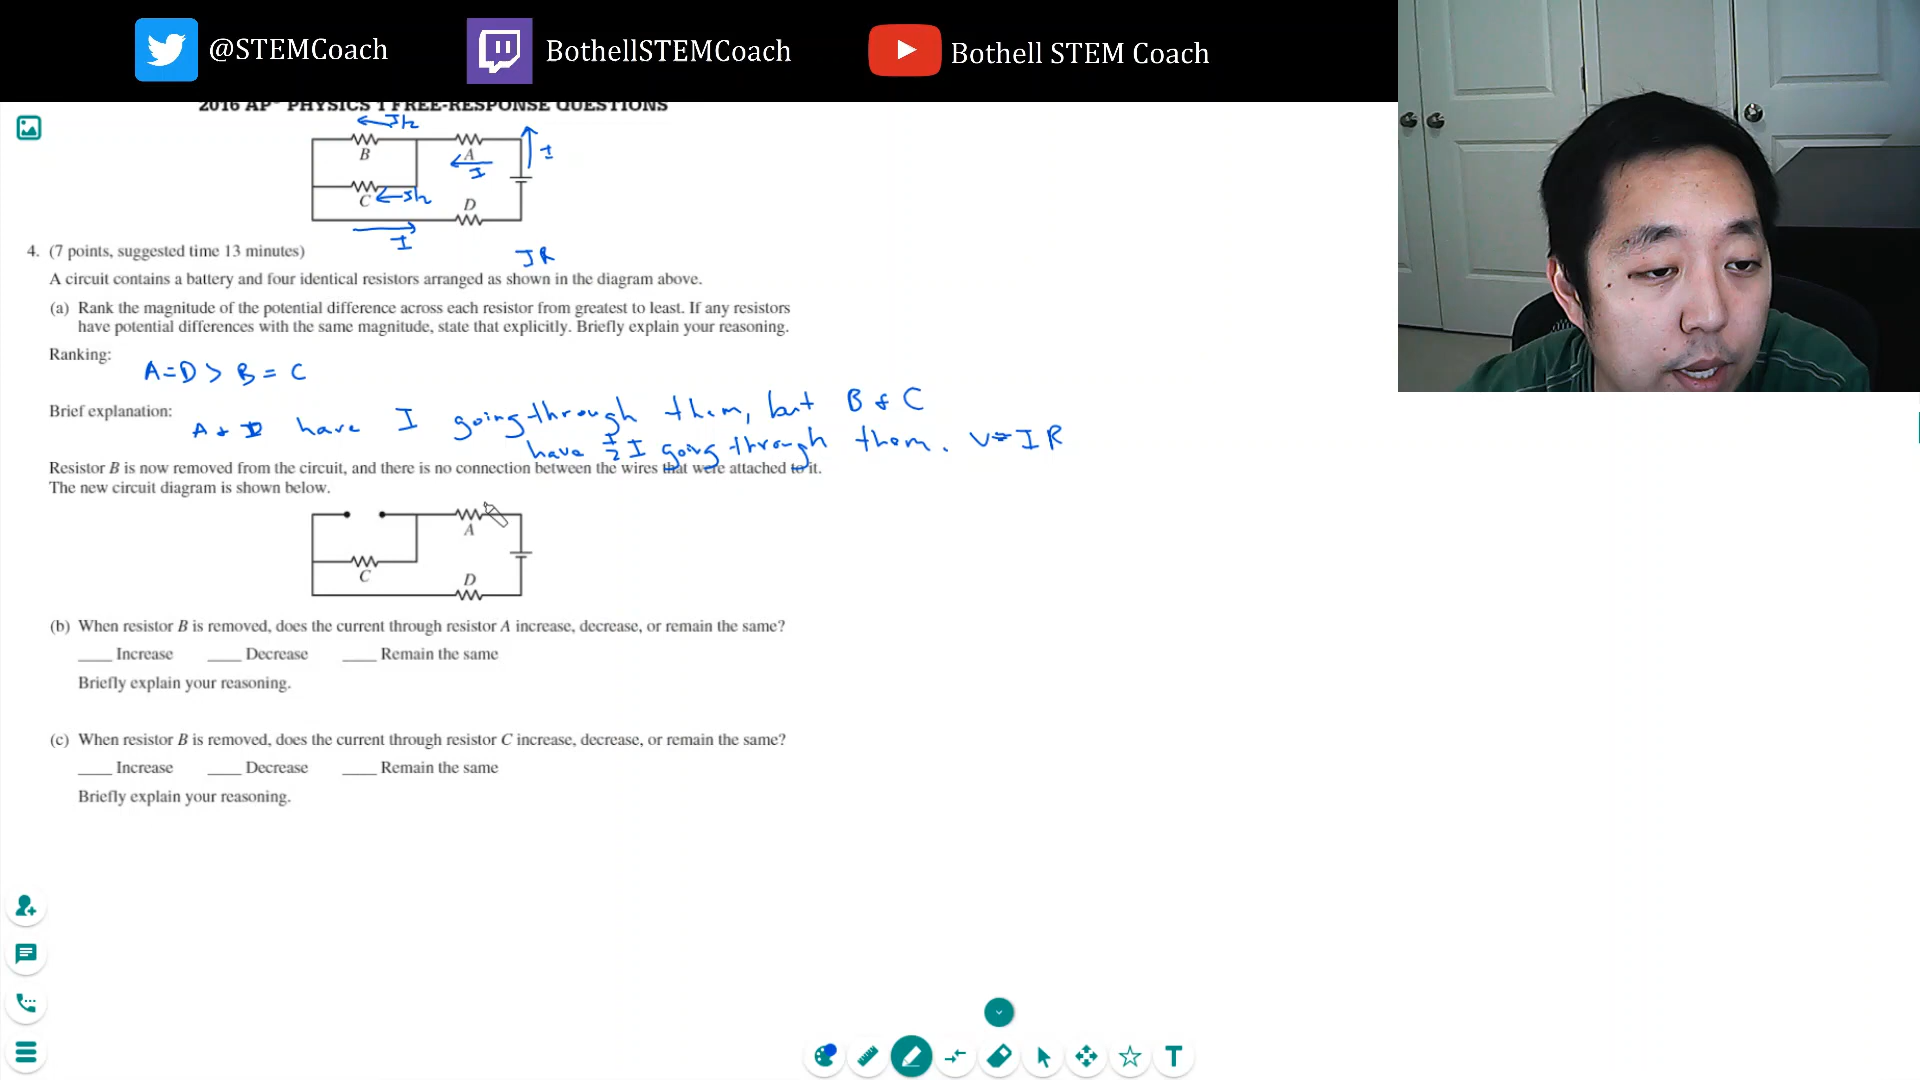 @STEMCoach
BothellSTEMCoach
Bothell STEM Coach
2016 AP® PHYSICS 1 FREE-RESPONSE QUESTIONS
I/2
B
A
I
I
C
I/2
D
I
IR
4. (7 points, suggested time 13 minutes)
A circuit contains a battery and four identical resistors arranged as shown in the diagram above.
(a) Rank the magnitude of the potential difference across each resistor from greatest to least. If any resistors
have potential differences with the same magnitude, state that explicitly. Briefly explain your reasoning.
Ranking:
A=D > B = C
Brief explanation:
A + D have I going through them, but B & C
have 1/2 I going through them. V=IR
Resistor B is now removed from the circuit, and there is no connection between the wires that were attached to it.
The new circuit diagram is shown below.
A
C
D
(b) When resistor B is removed, does the current through resistor A increase, decrease, or remain the same?
____ Increase ____ Decrease ____ Remain the same
Briefly explain your reasoning.
(c) When resistor B is removed, does the current through resistor C increase, decrease, or remain the same?
____ Increase ____ Decrease ____ Remain the same
Briefly explain your reasoning.
T